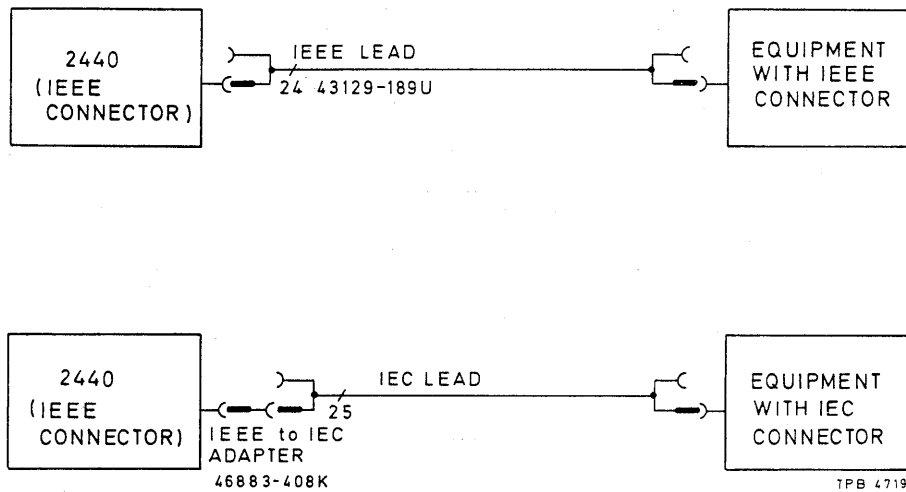 2440
(IEEE
CONNECTOR)
IEEE LEAD
24 43129-189U
EQUIPMENT
WITH IEEE
CONNECTOR
2440
(IEEE
CONNECTOR)
IEC LEAD
25
IEEE to IEC
ADAPTER
46883-408K
EQUIPMENT
WITH IEC
CONNECTOR
TPB 4719